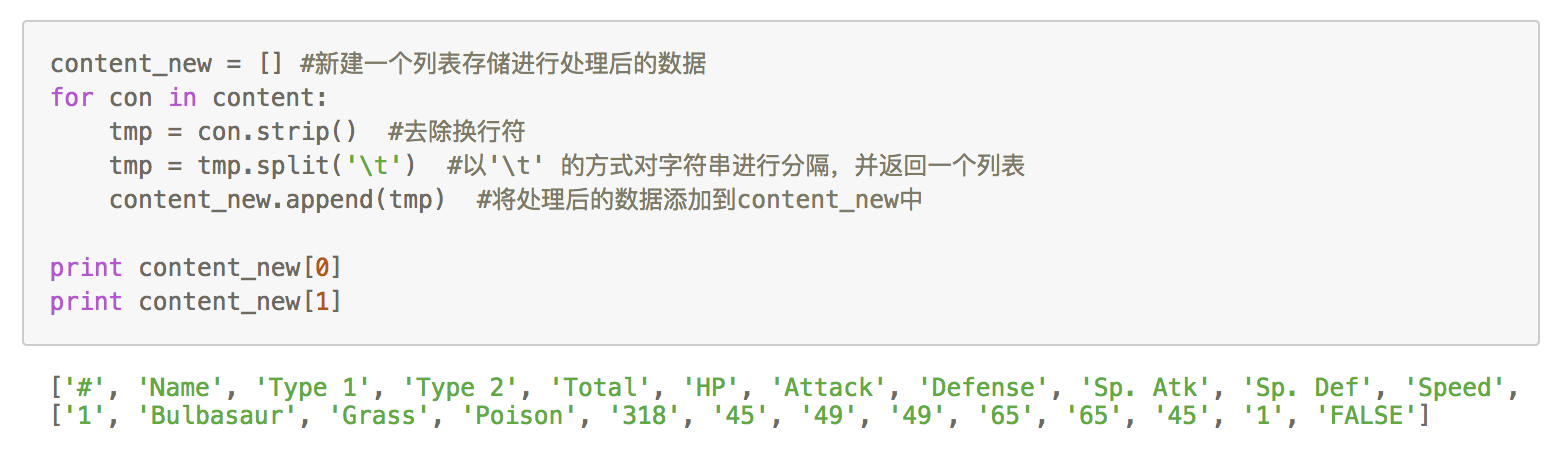 content_new = [] #新建一个列表存储进行处理后的数据
for con in content:
    tmp = con.strip()  #去除换行符
    tmp = tmp.split('\t')  #以'\t' 的方式对字符串进行分隔，并返回一个列表
    content_new.append(tmp)  #将处理后的数据添加到content_new中

print content_new[0]
print content_new[1]

['#', 'Name', 'Type 1', 'Type 2', 'Total', 'HP', 'Attack', 'Defense', 'Sp. Atk', 'Sp. Def', 'Speed',
['1', 'Bulbasaur', 'Grass', 'Poison', '318', '45', '49', '49', '65', '65', '45', '1', 'FALSE']